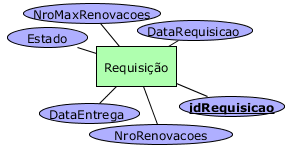 NroMaxRenovacoes
DataRequisicao
Estado
Requisição
idRequisicao
DataEntrega
NroRenovacoes